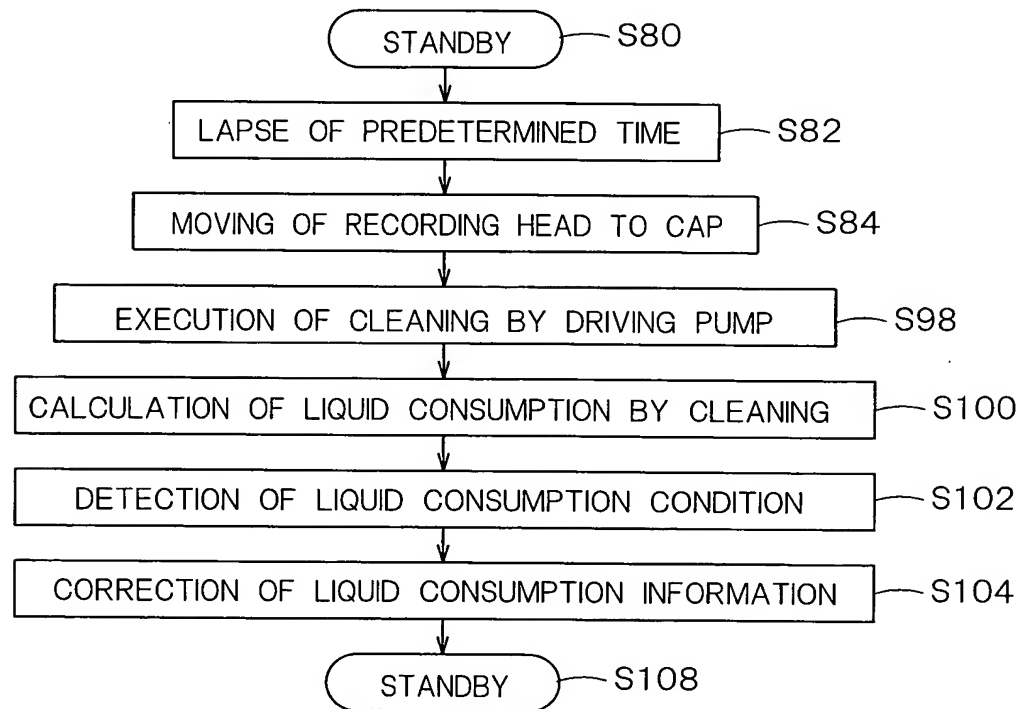 STANDBY S80
LAPSE OF PREDETERMINED TIME S82
MOVING OF RECORDING HEAD TO CAP S84
EXECUTION OF CLEANING BY DRIVING PUMP S98
CALCULATION OF LIQUID CONSUMPTION BY CLEANING S100
DETECTION OF LIQUID CONSUMPTION CONDITION S102
CORRECTION OF LIQUID CONSUMPTION INFORMATION S104
STANDBY S108